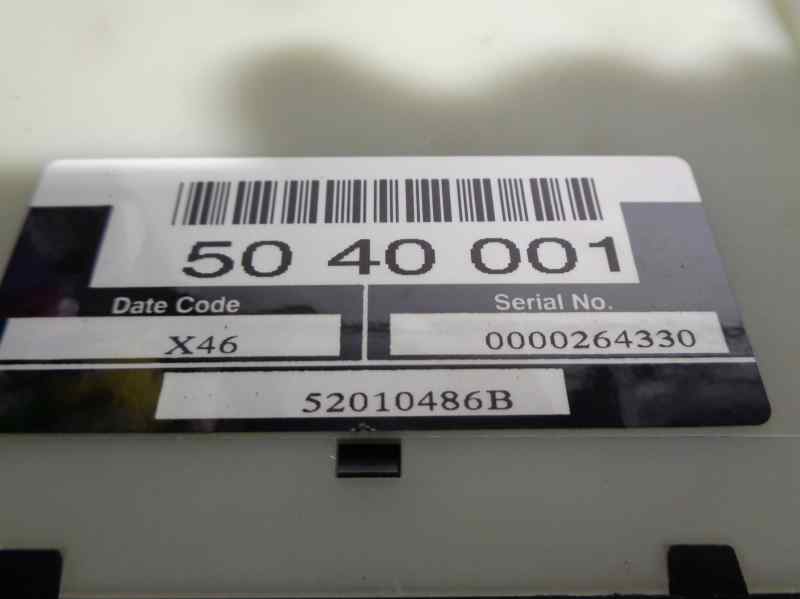 50 40 001
Date Code Serial No.
X46 0000264330
52010486B